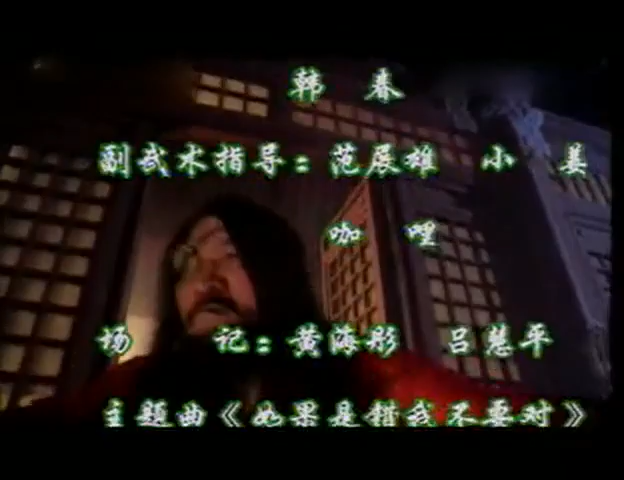 韩 春
副武术指导：范展雄 小 姜
咖 哩
场 记：黄海彤 吕慧平
主题曲《如果是错我不要对》